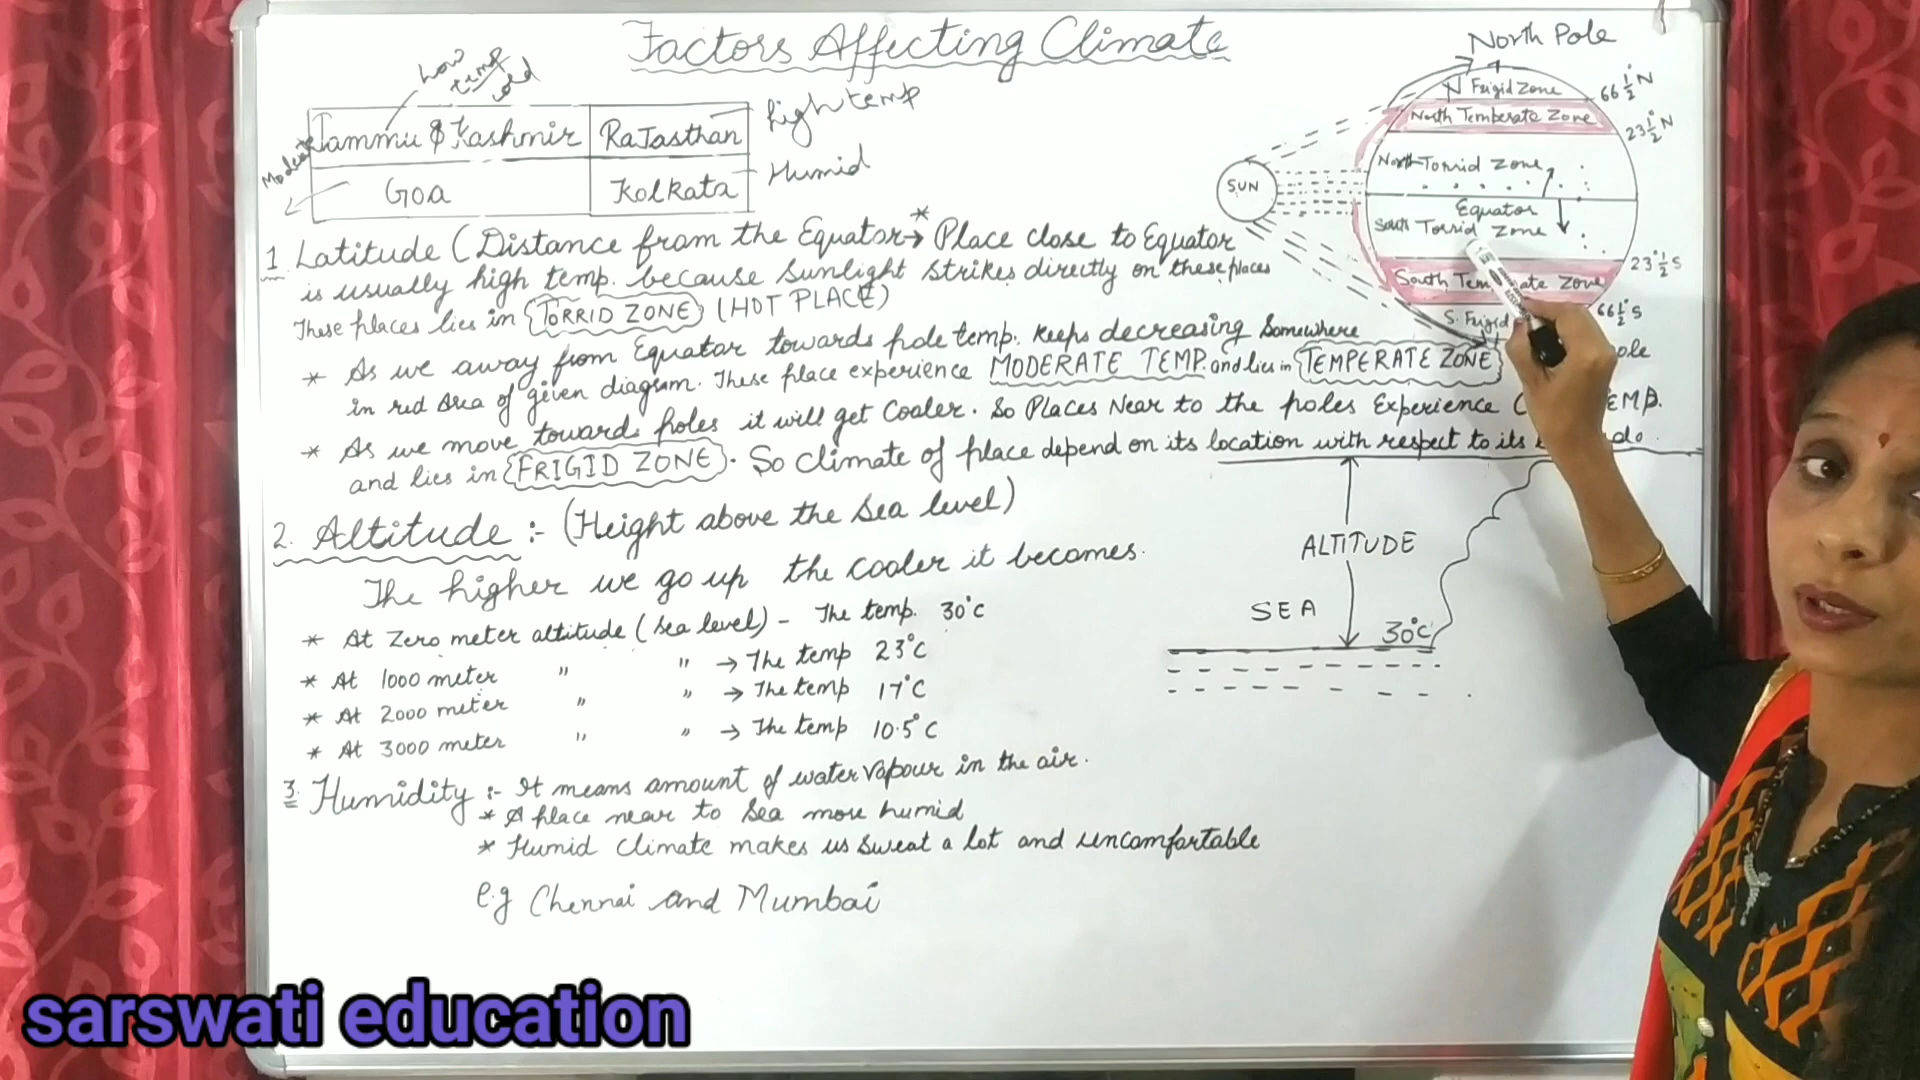 Factors Affecting Climate
Low temp cold
High temp
Jammu & Kashmir Rajasthan
Moderate
Humid
Goa Kolkata
1 Latitude (Distance from the Equator → * Place close to Equator
is usually high temp. because sunlight strikes directly on these places
These places lies in TORRID ZONE (HOT PLACE)
* As we away from Equator towards pole temp. keeps decreasing somewhere
in red area of given diagram. These place experience MODERATE TEMP. and lies in TEMPERATE ZONE
* As we move towards poles it will get Cooler. So Places Near to the poles Experience
and lies in FRIGID ZONE. So climate of place depend on its location with respect to its
2. Altitude :- (Height above the sea level)
The higher we go up the cooler it becomes.
* At Zero meter altitude (sea level) - The temp. 30°C
* At 1000 meter " " → The temp 23°C
* At 2000 meter " " → The temp 17°C
* At 3000 meter " " → The temp 10.5°C
3. Humidity :- It means amount of water vapour in the air.
* A place near to sea more humid
* Humid climate makes us sweat a lot and uncomfortable
e.g Chennai and Mumbai
North Pole
N Frigid Zone
66½°N
North Temperate Zone
23½°N
North Torrid Zone
SUN
Equator
South Torrid Zone
23½°S
South Zone
66½°S
S. Frigid
ALTITUDE
SEA
30°C
sarswati education